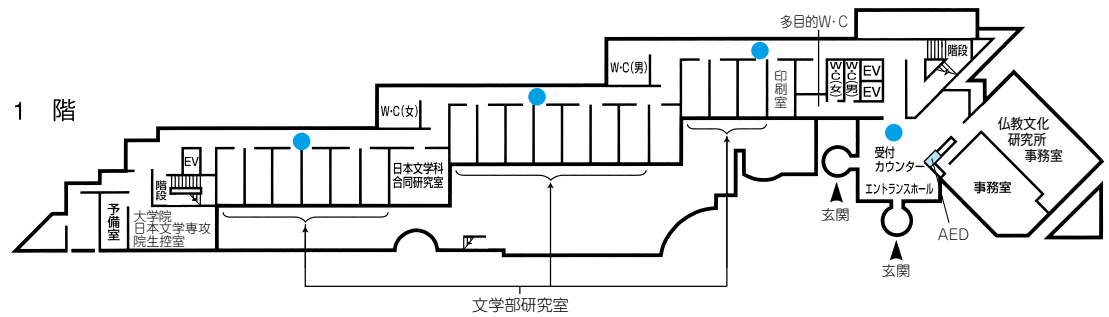 1 階
多目的W・C
W・C(男)
W・C(女)
印刷室
WC(女)
WC(男)
EV
EV
階段
EV
階段
日本文学科
合同研究室
予備室
大学院
日本文学専攻
院生控室
受付
カウンター
エントランスホール
仏教文化
研究所
事務室
事務室
AED
玄関
玄関
文学部研究室